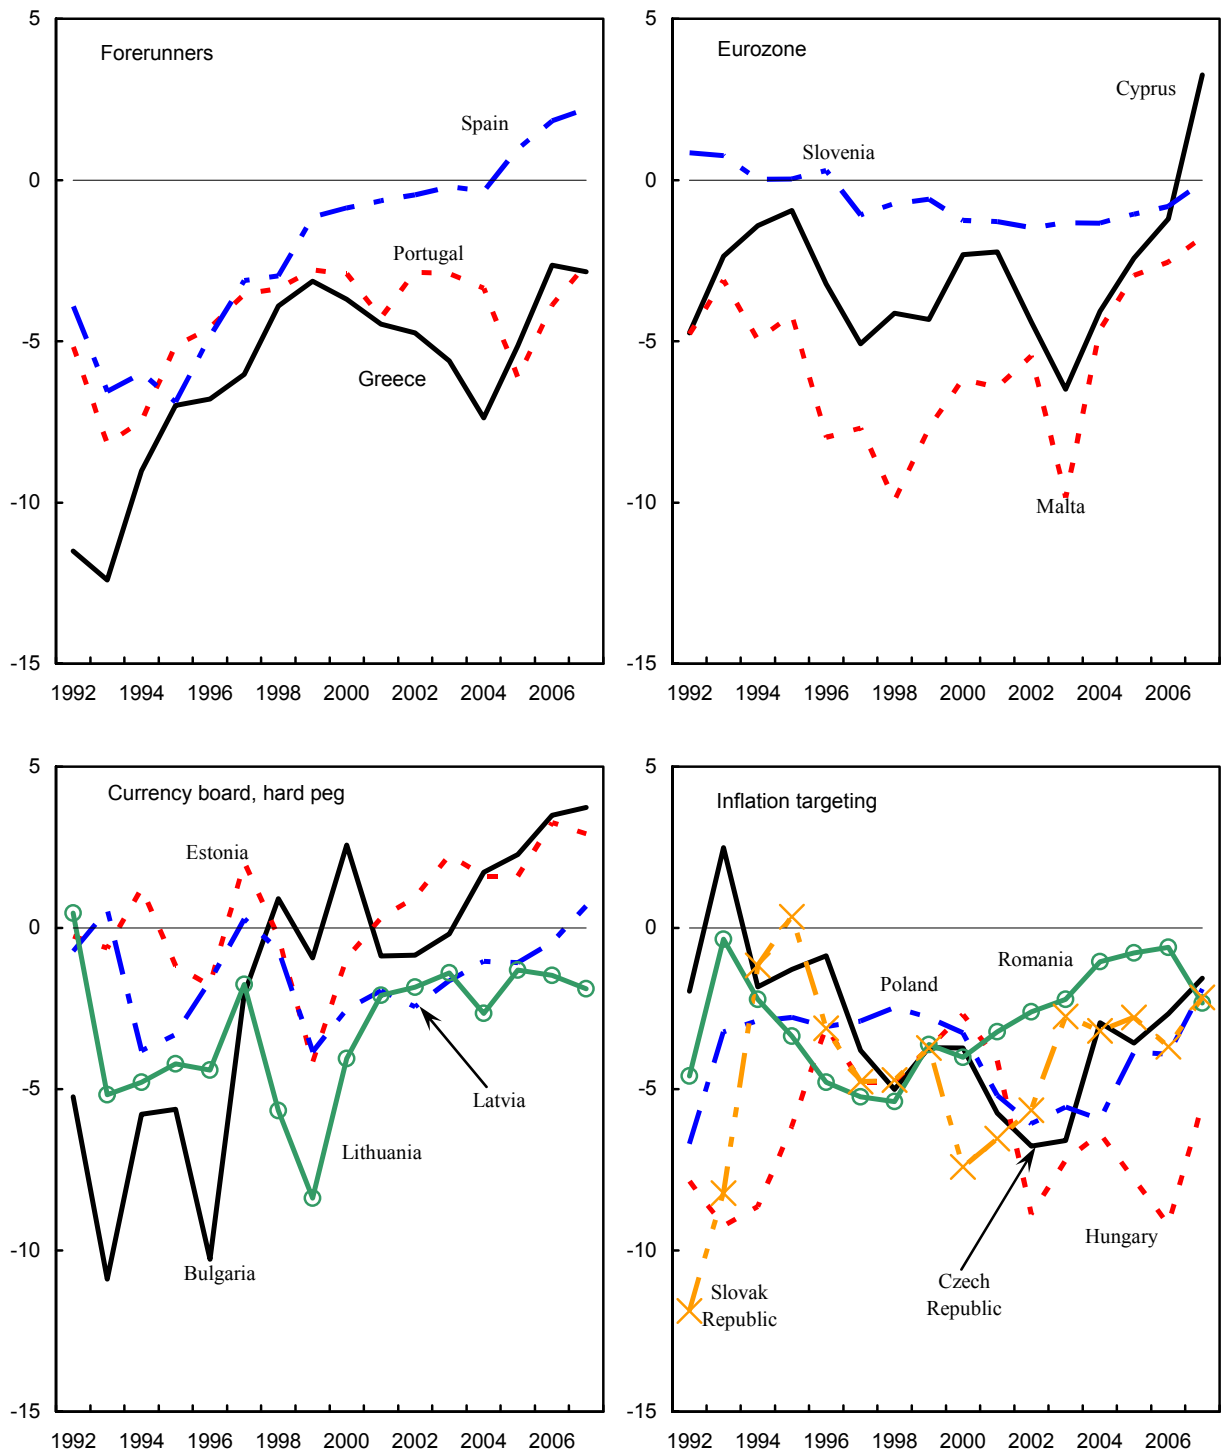 5
0
-5
-10
-15
Forerunners
Spain
Portugal
Greece
1992 1994 1996 1998 2000 2002 2004 2006
5
0
-5
-10
-15
Eurozone
Cyprus
Slovenia
Malta
1992 1994 1996 1998 2000 2002 2004 2006
5
0
-5
-10
-15
Currency board, hard peg
Estonia
Latvia
Lithuania
Bulgaria
1992 1994 1996 1998 2000 2002 2004 2006
5
0
-5
-10
-15
Inflation targeting
Romania
Poland
Hungary
Czech
Republic
Slovak
Republic
1992 1994 1996 1998 2000 2002 2004 2006